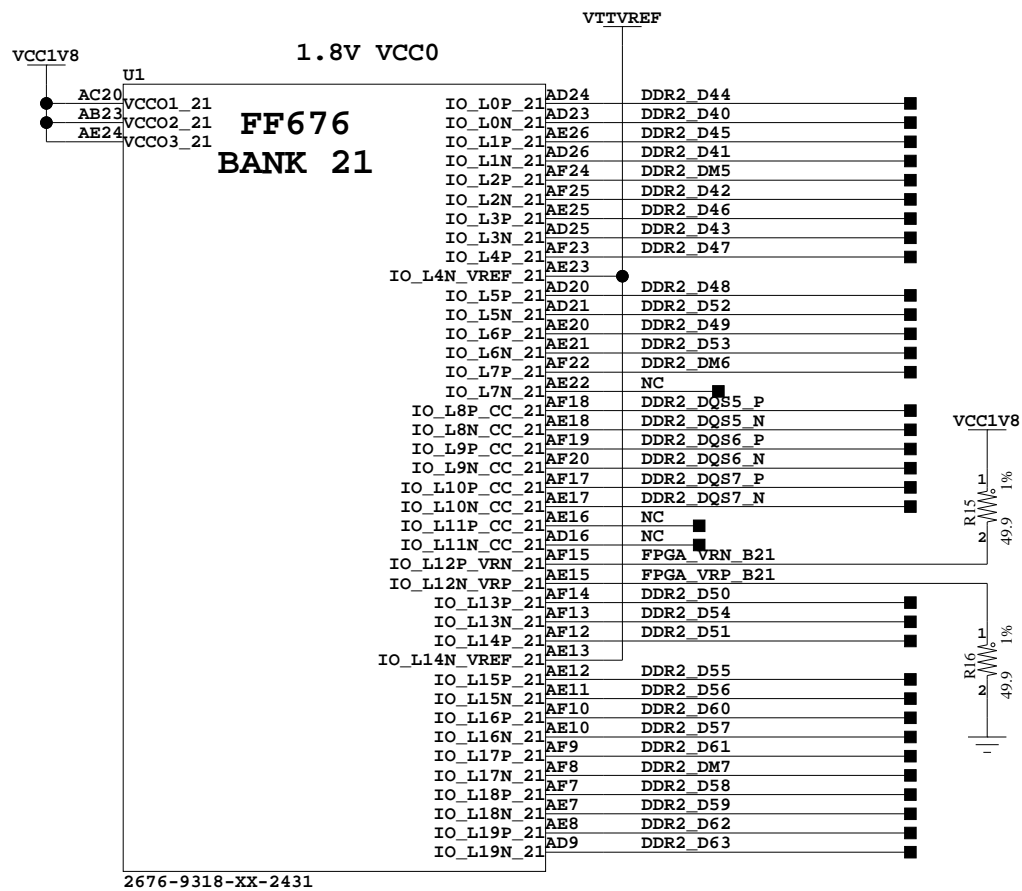 VTTVREF
1.8V VCC0
VCC1V8
U1
AC20 VCCO1_21
AB23 VCCO2_21
AE24 VCCO3_21
FF676
BANK 21
IO_L0P_21 AD24 DDR2_D44
IO_L0N_21 AD23 DDR2_D40
IO_L1P_21 AE26 DDR2_D45
IO_L1N_21 AD26 DDR2_D41
IO_L2P_21 AF24 DDR2_DM5
IO_L2N_21 AF25 DDR2_D42
IO_L3P_21 AE25 DDR2_D46
IO_L3N_21 AD25 DDR2_D43
IO_L4P_21 AF23 DDR2_D47
IO_L4N_VREF_21 AE23
IO_L5P_21 AD20 DDR2_D48
IO_L5N_21 AD21 DDR2_D52
IO_L6P_21 AE20 DDR2_D49
IO_L6N_21 AE21 DDR2_D53
IO_L7P_21 AF22 DDR2_DM6
IO_L7N_21 AE22 NC
IO_L8P_CC_21 AF18 DDR2_DQS5_P
IO_L8N_CC_21 AE18 DDR2_DQS5_N
IO_L9P_CC_21 AF19 DDR2_DQS6_P
IO_L9N_CC_21 AF20 DDR2_DQS6_N
IO_L10P_CC_21 AF17 DDR2_DQS7_P
IO_L10N_CC_21 AE17 DDR2_DQS7_N
IO_L11P_CC_21 AE16 NC
IO_L11N_CC_21 AD16 NC
IO_L12P_VRN_21 AF15 FPGA_VRN_B21
IO_L12N_VRP_21 AE15 FPGA_VRP_B21
IO_L13P_21 AF14 DDR2_D50
IO_L13N_21 AF13 DDR2_D54
IO_L14P_21 AF12 DDR2_D51
IO_L14N_VREF_21 AE13
IO_L15P_21 AE12 DDR2_D55
IO_L15N_21 AE11 DDR2_D56
IO_L16P_21 AF10 DDR2_D60
IO_L16N_21 AE10 DDR2_D57
IO_L17P_21 AF9 DDR2_D61
IO_L17N_21 AF8 DDR2_DM7
IO_L18P_21 AF7 DDR2_D58
IO_L18N_21 AE7 DDR2_D59
IO_L19P_21 AE8 DDR2_D62
IO_L19N_21 AD9 DDR2_D63
2676-9318-XX-2431
VCC1V8
1
2
R15
1%
49.9
1
2
R16
1%
49.9